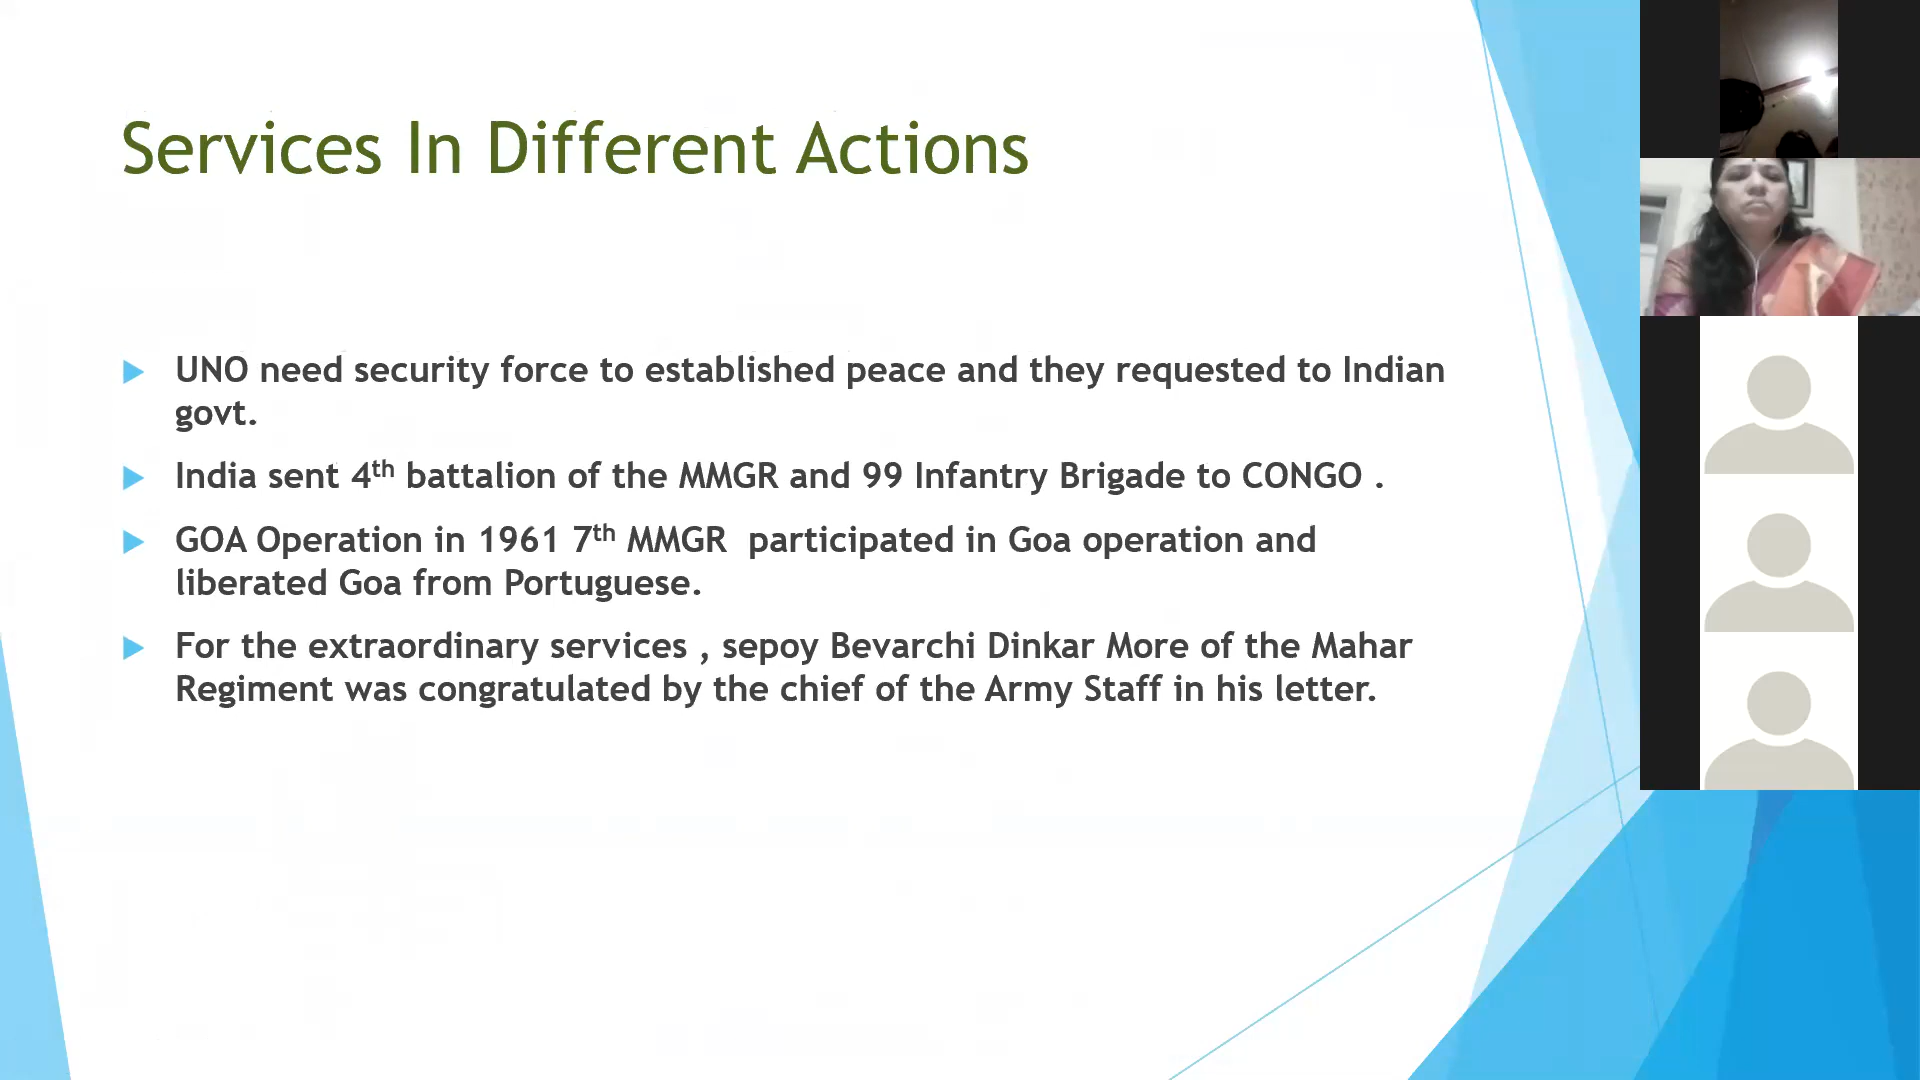 Services In Different Actions
UNO need security force to established peace and they requested to Indian
govt.
India sent 4th battalion of the MMGR and 99 Infantry Brigade to CONGO .
GOA Operation in 1961 7th MMGR  participated in Goa operation and
liberated Goa from Portuguese.
For the extraordinary services , sepoy Bevarchi Dinkar More of the Mahar
Regiment was congratulated by the chief of the Army Staff in his letter.